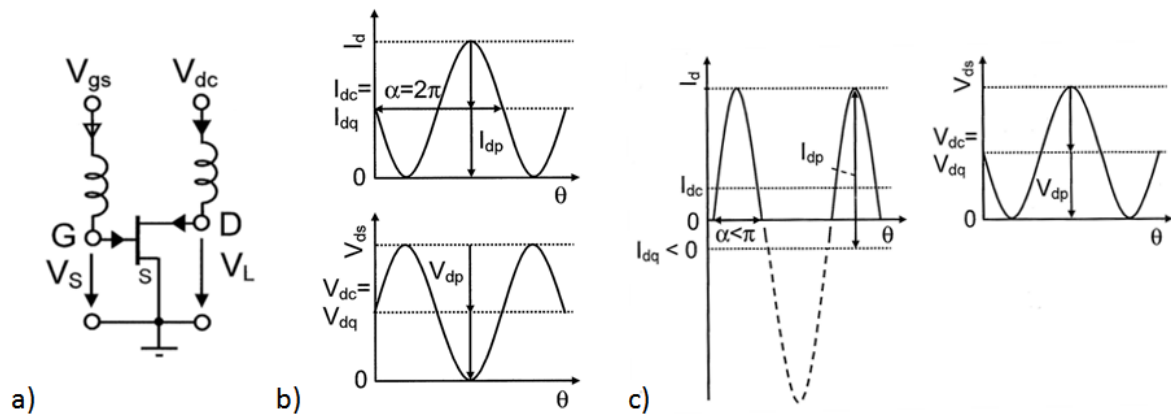 V_gs
V_dc
G
D
S
V_S
V_L
a)
I_d
I_dc=
I_dq
α=2π
I_dp
0
θ
V_ds
V_dp
V_dc=
V_dq
0
θ
b)
I_d
I_dp
I_dc
0
α<π
θ
I_dq < 0
V_ds
V_dc=
V_dq
V_dp
0
θ
c)